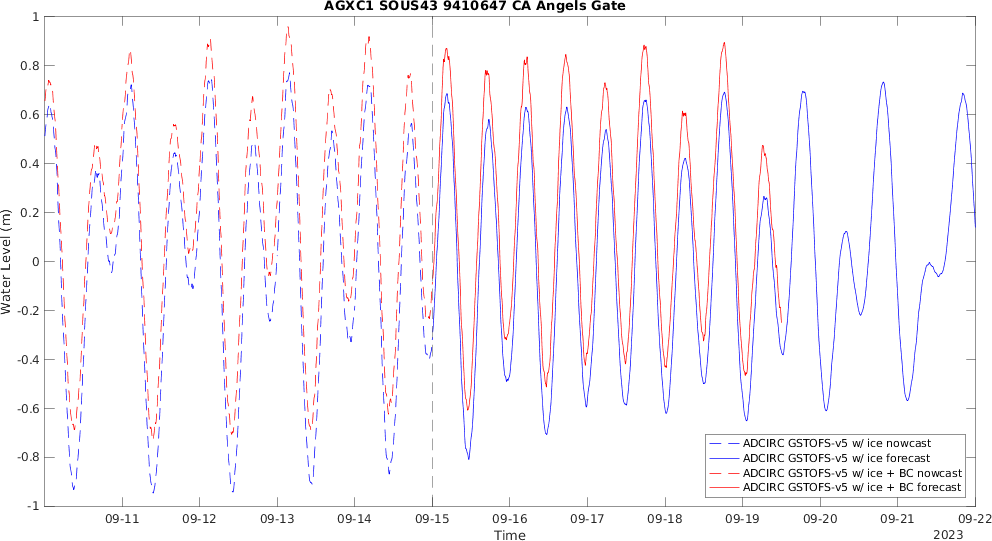 AGXC1 SOUS43 9410647 CA Angels Gate
1
0.8
0.6
0.4
0.2
0
-0.2
-0.4
-0.6
-0.8
-1
Water Level (m)
09-11 09-12 09-13 09-14 09-15 09-16 09-17 09-18 09-19 09-20 09-21 09-22
Time
2023
ADCIRC GSTOFS-v5 w/ ice nowcast
ADCIRC GSTOFS-v5 w/ ice forecast
ADCIRC GSTOFS-v5 w/ ice + BC nowcast
ADCIRC GSTOFS-v5 w/ ice + BC forecast